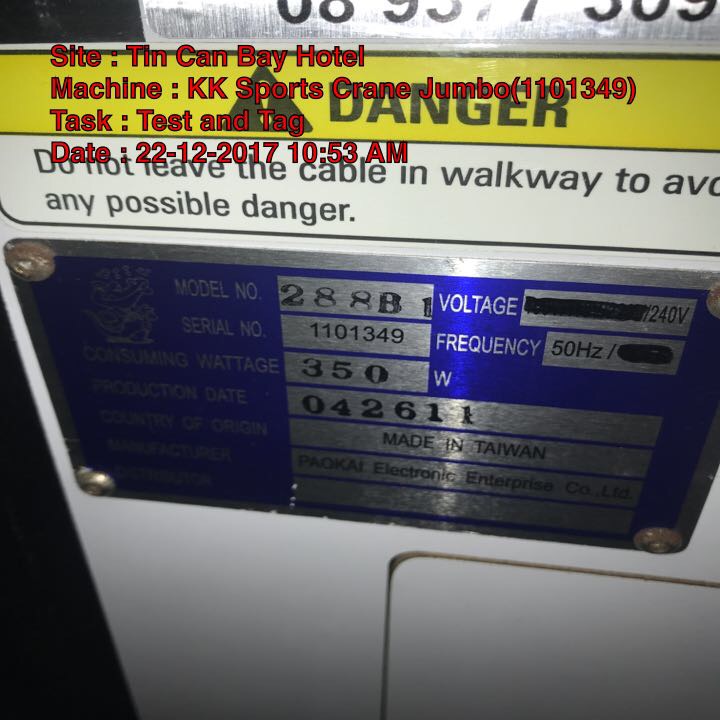 08 9377 309
Site : Tin Can Bay Hotel
Machine : KK Sports Crane Jumbo(1101349)
DANGER
Task : Test and Tag
Date : 22-12-2017 10:53 AM
Do not leave the cable in walkway to avo
any possible danger.
MODEL NO. 288B1 VOLTAGE /240V
SERIAL NO. 1101349 FREQUENCY 50Hz /
CONSUMING WATTAGE 350 W
PRODUCTION DATE 042611
COUNTRY OF ORIGIN MADE IN TAIWAN
MANUFACTURER PAOKAI Electronic Enterprise Co.,Ltd.
DISTRIBUTOR